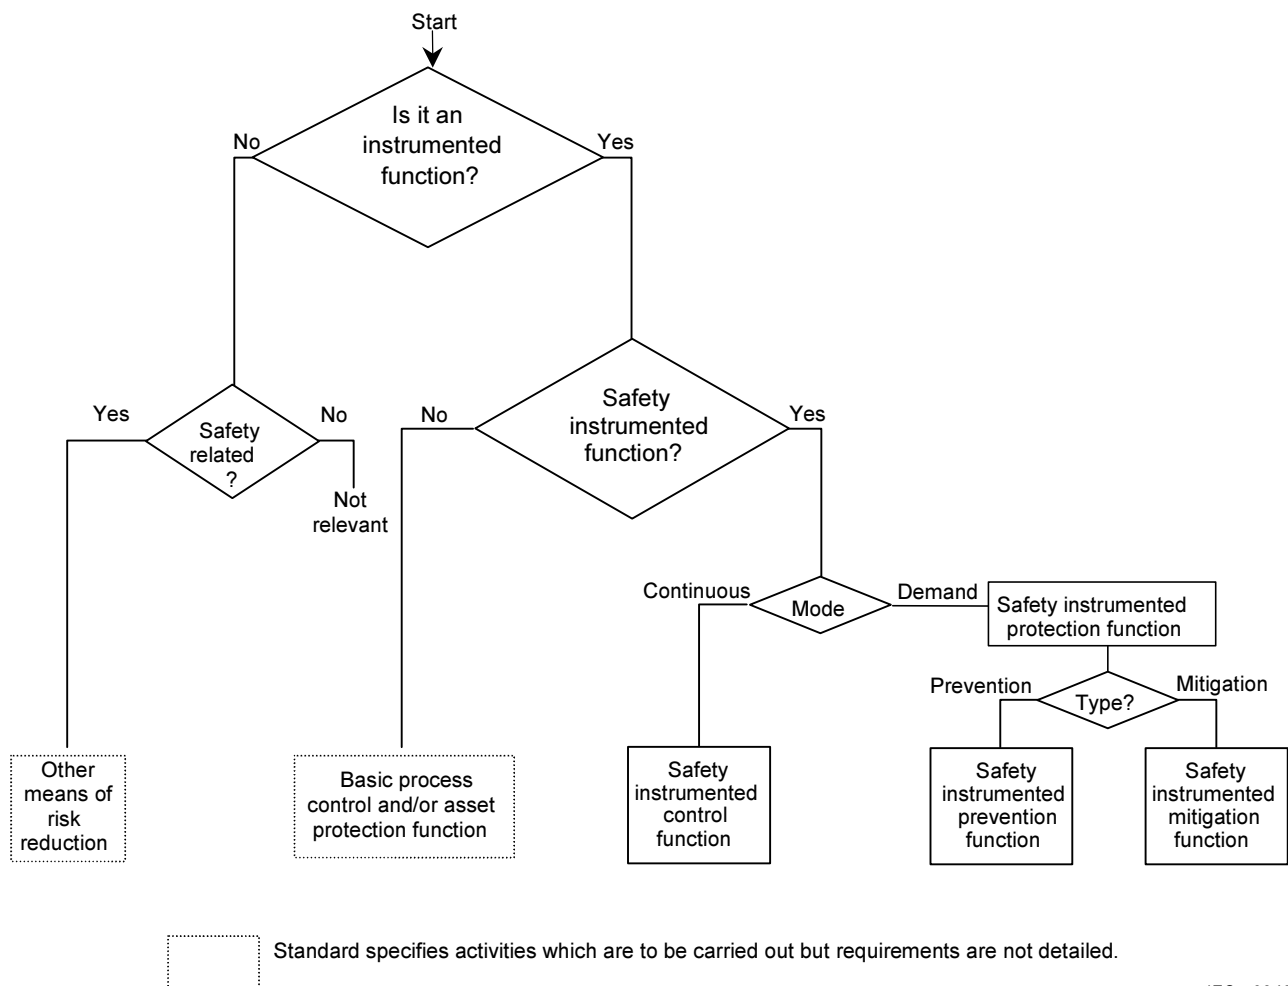 Start
Is it an
instrumented
function?
No
Yes
Safety
instrumented
function?
Yes
No
No
Yes
Safety
related
?
Not
relevant
Continuous
Mode
Demand
Safety instrumented
protection function
Prevention
Type?
Mitigation
Other
means of
risk
reduction
Basic process
control and/or asset
protection function
Safety
instrumented
control
function
Safety
instrumented
prevention
function
Safety
instrumented
mitigation
function
Standard specifies activities which are to be carried out but requirements are not detailed.